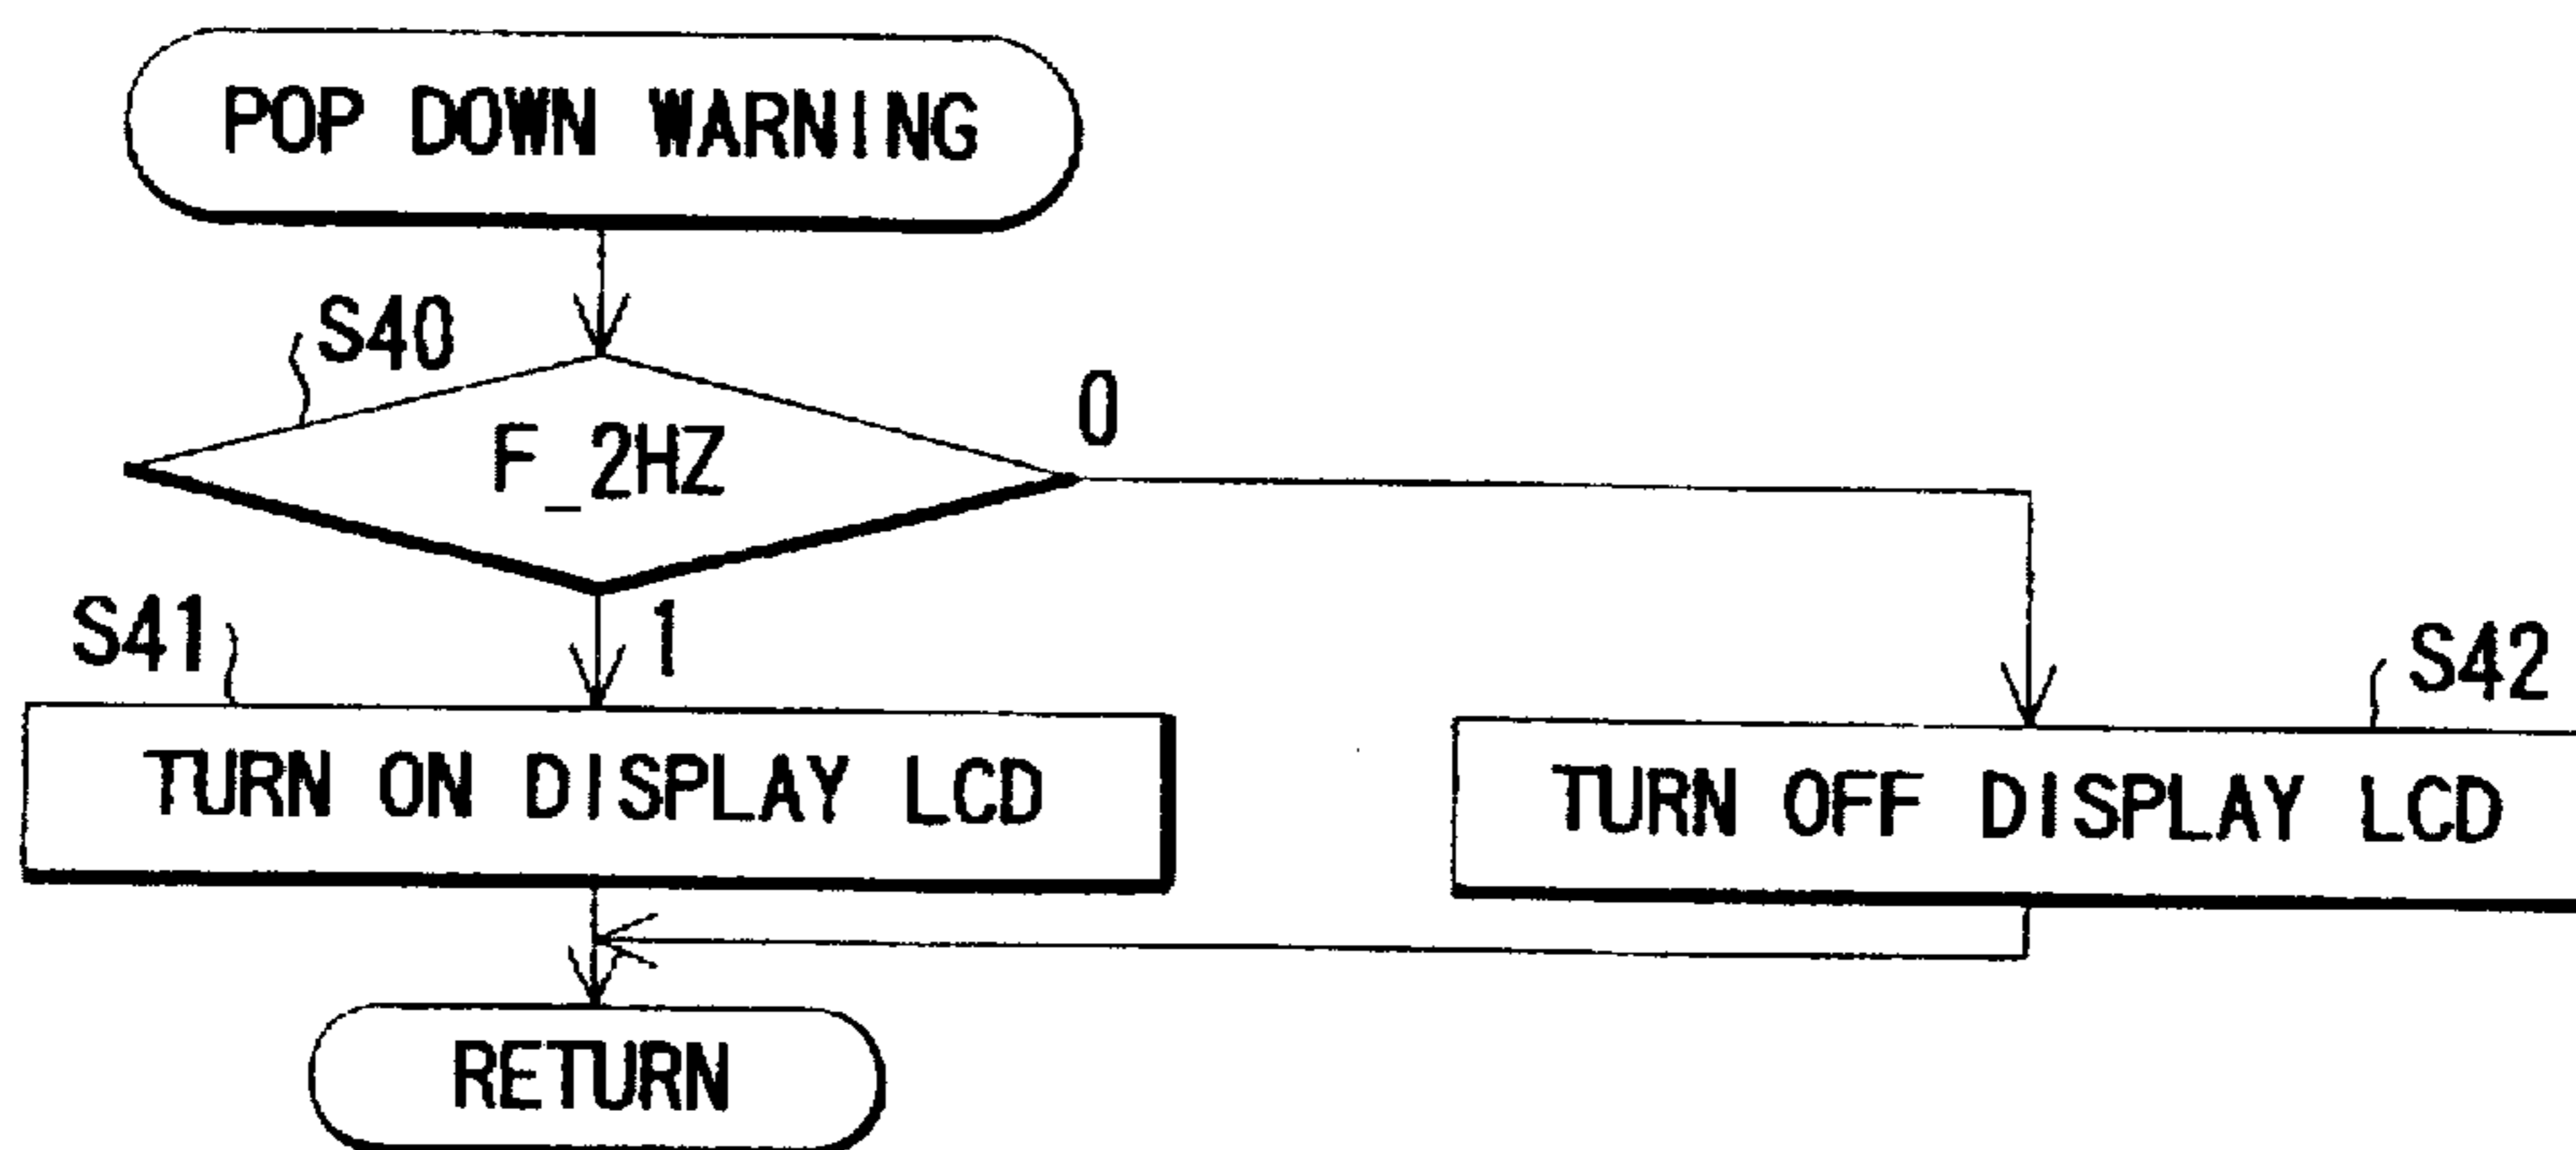 POP DOWN WARNING
S40
F_2HZ
0
1
S41
TURN ON DISPLAY LCD
S42
TURN OFF DISPLAY LCD
RETURN